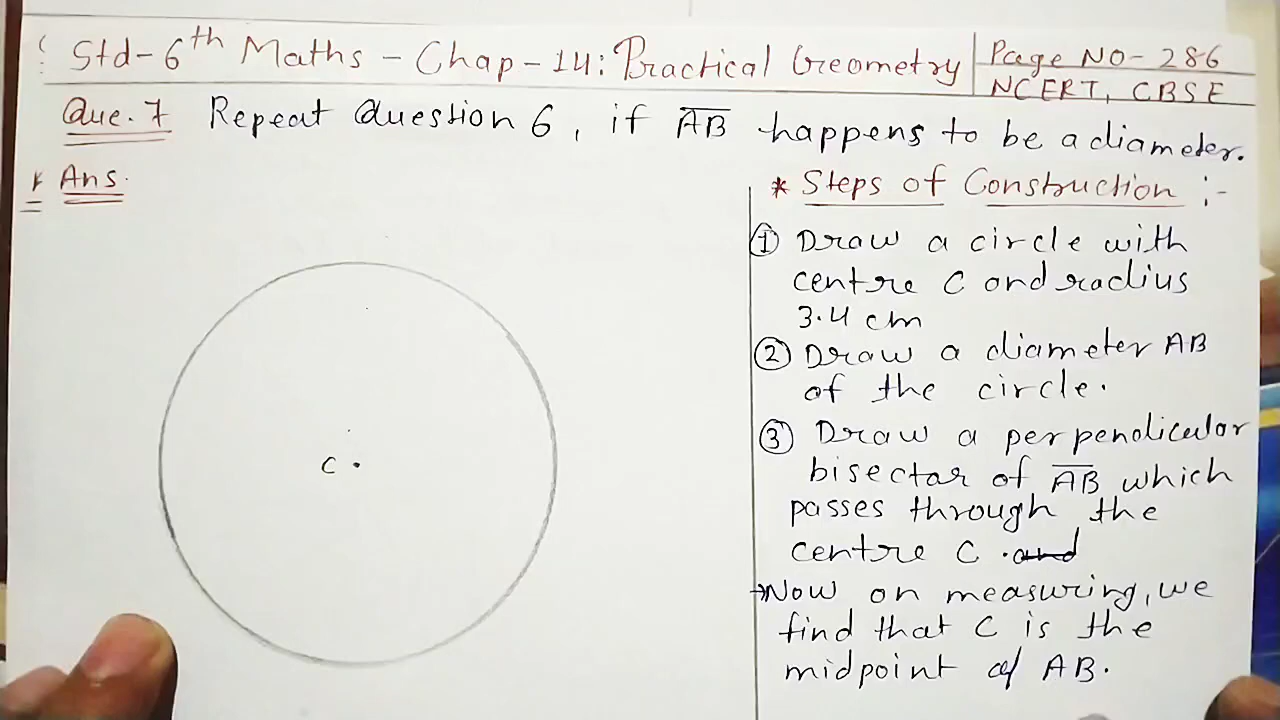 Std-6th Maths - Chap-14: Practical Geometry
Page NO- 286
NCERT, CBSE
Que. 7 Repeat Question 6, if AB happens to be a diameter.
Ans.
C
* Steps of Construction :-
① Draw a circle with
centre C and radius
3.4 cm
② Draw a diameter AB
of the circle.
③ Draw a perpendicular
bisectar of AB which
passes through the
centre C . and
→Now on measuring, we
find that C is the
midpoint of AB.